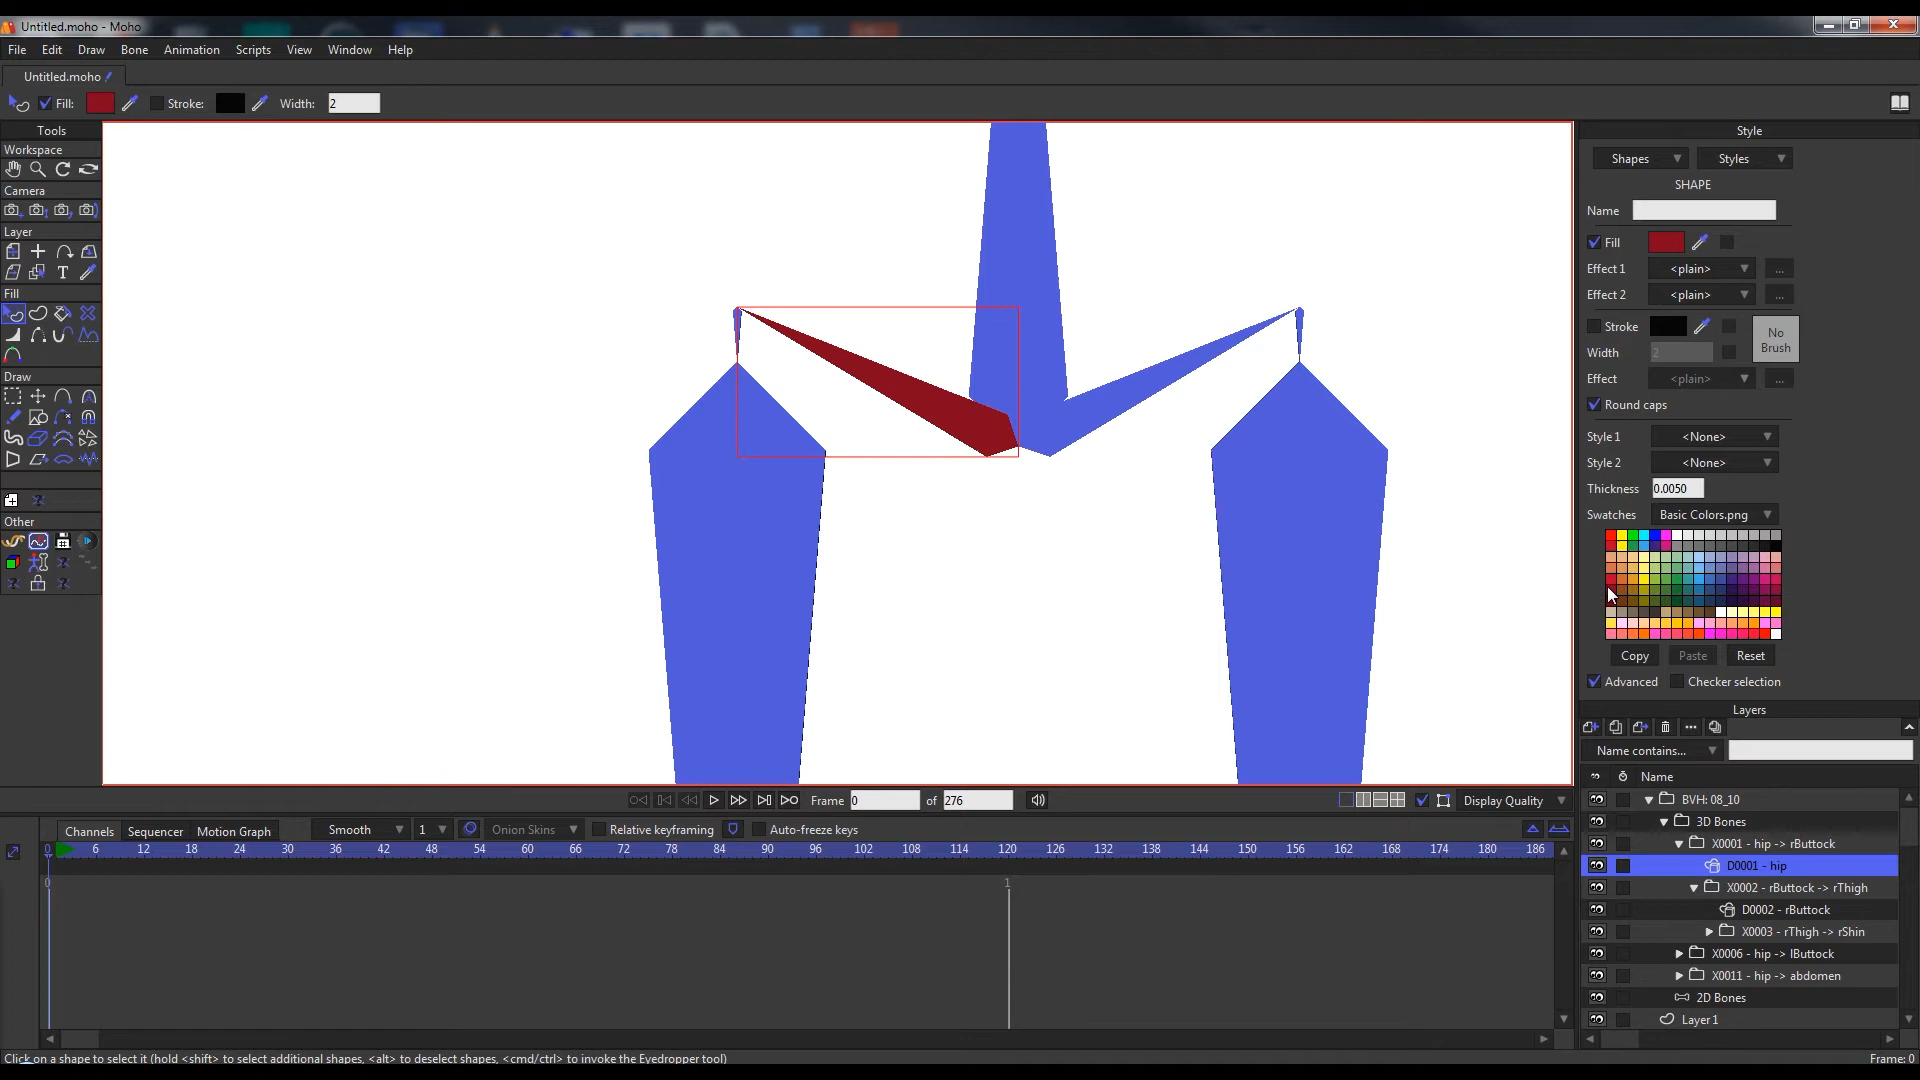 Untitled.moho - Moho
File Edit Draw Bone Animation Scripts View Window Help
Untitled.moho
Fill: Stroke: Width: 2
Tools
Workspace
Camera
Layer
T
Fill
Draw
Other
Style
Shapes Styles
SHAPE
Name
Fill
Effect 1 <plain> ...
Effect 2 <plain> ...
Stroke
No Brush
Width 2
Effect <plain> ...
Round caps
Style 1 <None>
Style 2 <None>
Thickness 0.0050
Swatches Basic Colors.png
Copy Paste Reset
Advanced Checker selection
Layers
Name contains...
Name
BVH: 08_10
3D Bones
X0001 - hip -> rButtock
D0001 - hip
X0002 - rButtock -> rThigh
D0002 - rButtock
X0003 - rThigh -> rShin
X0006 - hip -> lButtock
X0011 - hip -> abdomen
2D Bones
Layer1
Frame 0 of 276 Display Quality
Channels Sequencer Motion Graph Smooth 1 Onion Skins Relative keyframing Auto-freeze keys
0 6 12 18 24 30 36 42 48 54 60 66 72 78 84 90 96 102 108 114 120 126 132 138 144 150 156 162 168 174 180 186
0 1
Click on a shape to select it (hold <shift> to select additional shapes, <alt> to deselect shapes, <cmd/ctrl> to invoke the Eyedropper tool)
Frame: 0